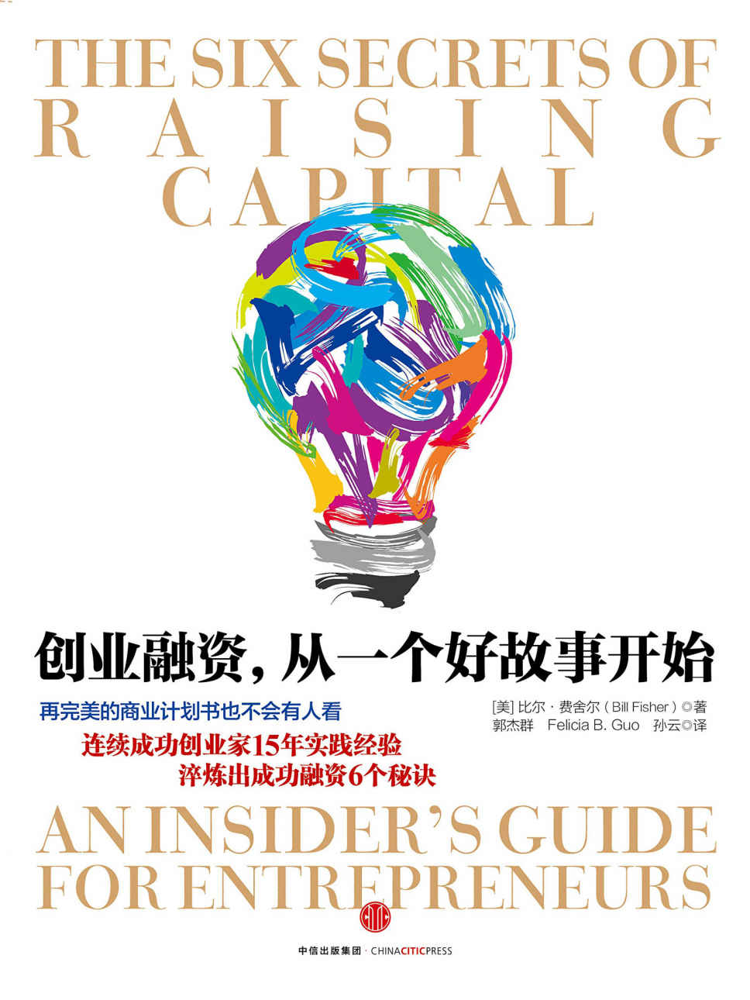 THE SIX SECRETS OF
RAISING
CAPITAL
创业融资，从一个好故事开始
再完美的商业计划书也不会有人看
连续成功创业家15年实践经验
淬炼出成功融资6个秘诀
[美] 比尔·费舍尔（Bill Fisher）◎著
郭杰群 Felicia B. Guo 孙云◎译
AN INSIDER'S GUIDE
FOR ENTREPRENEURS
中信出版集团·CHINACITICPRESS